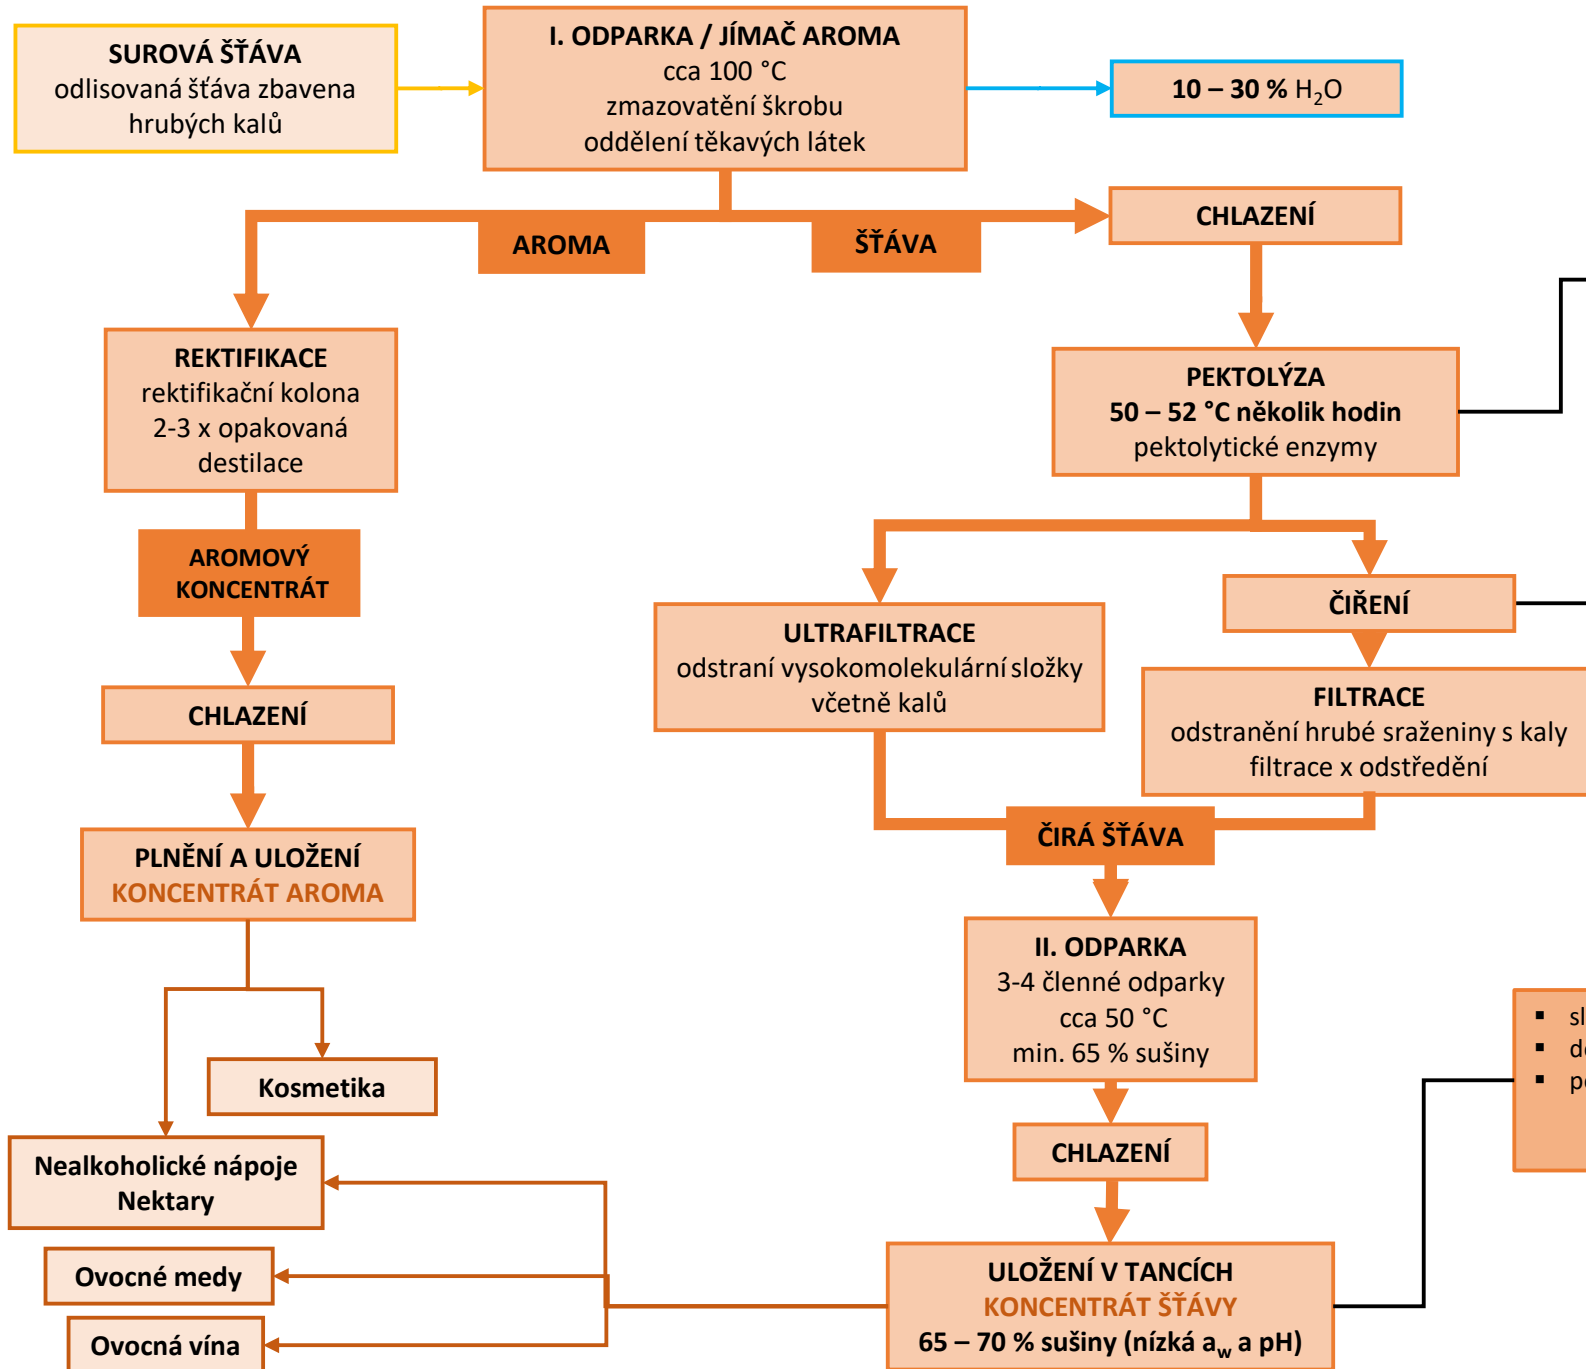 SUROVÁ ŠŤÁVA
odlisovaná šťáva zbavena
hrubých kalů
I. ODPARKA / JÍMAČ AROMA
cca 100 °C
zmazovatění škrobu
oddělení těkavých látek
10 – 30 % H₂O
AROMA
ŠŤÁVA
CHLAZENÍ
REKTIFIKACE
rektifikační kolona
2-3 x opakovaná
destilace
PEKTOLÝZA
50 – 52 °C několik hodin
pektolytické enzymy
AROMOVÝ
KONCENTRÁT
ULTRAFILTRACE
odstraní vysokomolekulární složky
včetně kalů
ČIŘENÍ
FILTRACE
odstranění hrubé sraženiny s kaly
filtrace x odstředění
CHLAZENÍ
ČIRÁ ŠŤÁVA
PLNĚNÍ A ULOŽENÍ
KONCENTRÁT AROMA
II. ODPARKA
3-4 členné odparky
cca 50 °C
min. 65 % sušiny
Kosmetika
CHLAZENÍ
Nealkoholické nápoje
Nektary
Ovocné medy
Ovocná vína
ULOŽENÍ V TANCÍCH
KONCENTRÁT ŠŤÁVY
65 – 70 % sušiny (nízká a_w a pH)